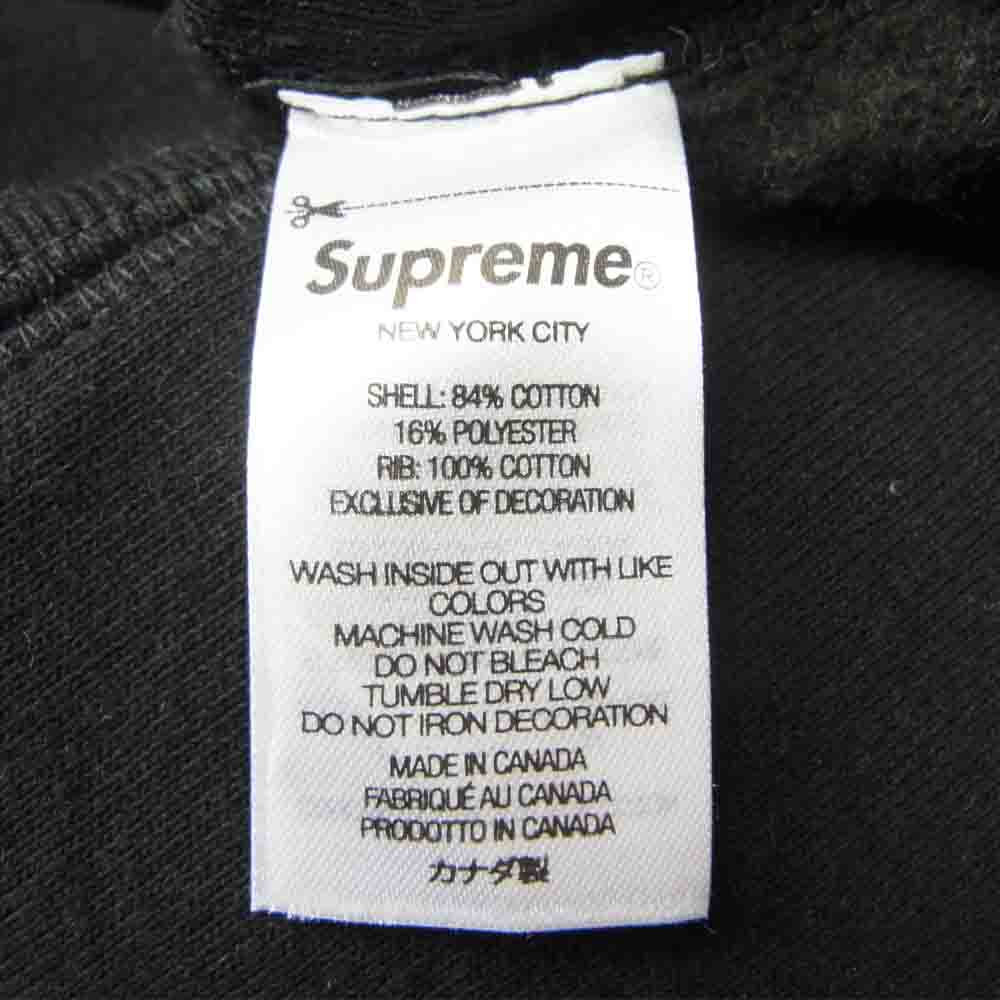 Supreme®
NEW YORK CITY
SHELL: 84% COTTON
16% POLYESTER
RIB: 100% COTTON
EXCLUSIVE OF DECORATION
WASH INSIDE OUT WITH LIKE
COLORS
MACHINE WASH COLD
DO NOT BLEACH
TUMBLE DRY LOW
DO NOT IRON DECORATION
MADE IN CANADA
FABRIQUÉ AU CANADA
PRODOTTO IN CANADA
カナダ製